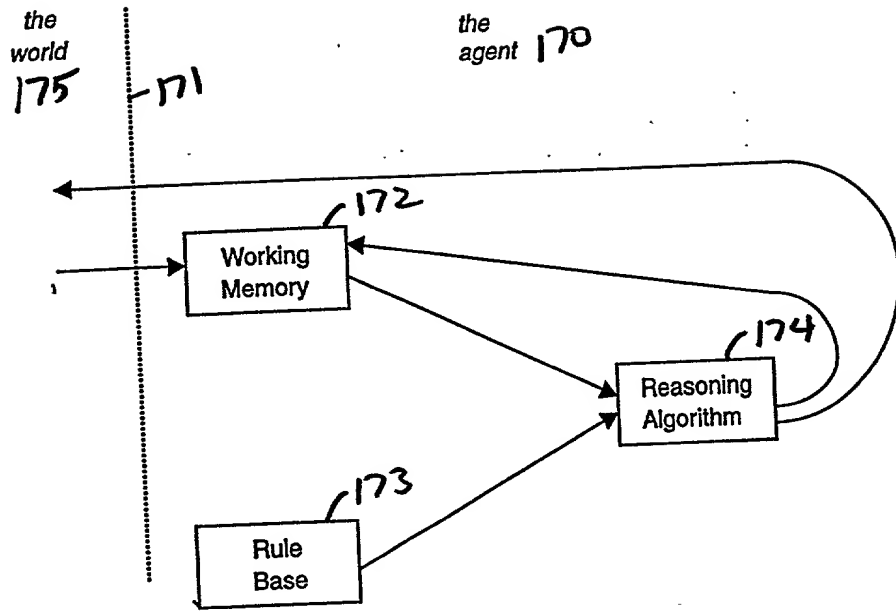 the
world
175
171
the
agent 170
172
Working
Memory
174
Reasoning
Algorithm
173
Rule
Base